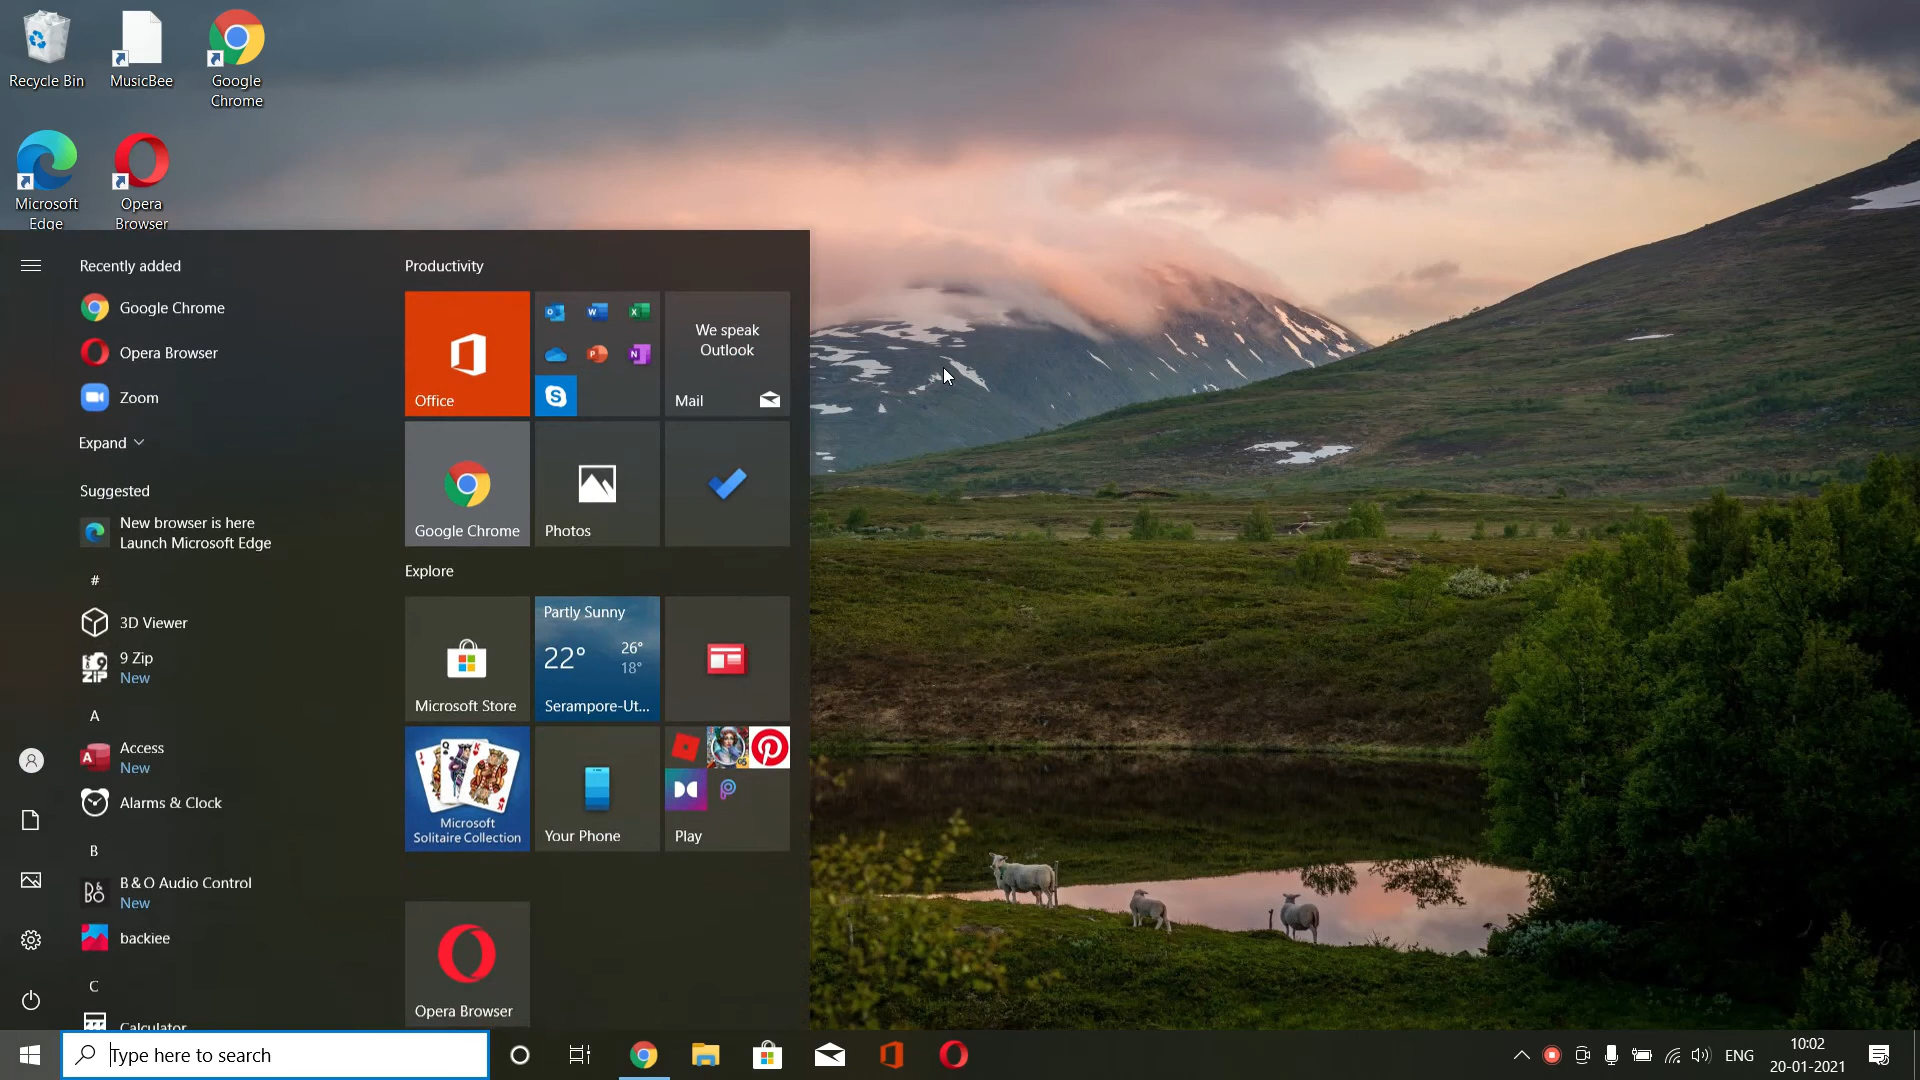 Recycle Bin
MusicBee
Google
Chrome
Microsoft
Edge
Opera
Browser
Recently added
Google Chrome
Opera Browser
Zoom
Expand
Suggested
New browser is here
Launch Microsoft Edge
#
3D Viewer
9 Zip
New
A
Access
New
Alarms & Clock
B
B&O Audio Control
New
backiee
C
Calculator
Productivity
Office
We speak
Outlook
Mail
Google Chrome
Photos
Explore
Microsoft Store
Partly Sunny
22°
26°
18°
Serampore-Ut...
Microsoft
Solitaire Collection
Your Phone
Play
Opera Browser
Type here to search
ENG
10:02
20-01-2021